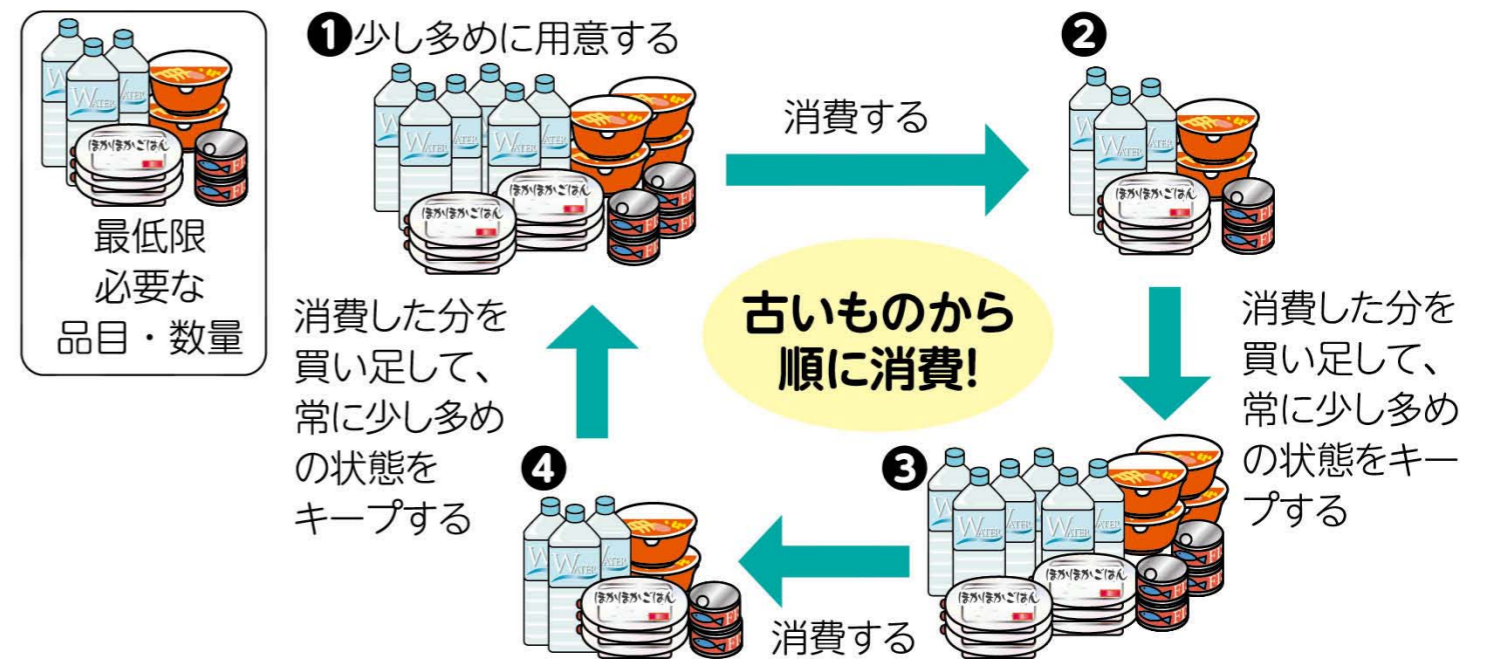 最低限
必要な
品目・数量
❶少し多めに用意する
WATER
ほかほかごはん
消費する
❷
消費した分を
買い足して、
常に少し多め
の状態をキー
プする
❸
消費する
❹
消費した分を
買い足して、
常に少し多め
の状態を
キープする
古いものから
順に消費!